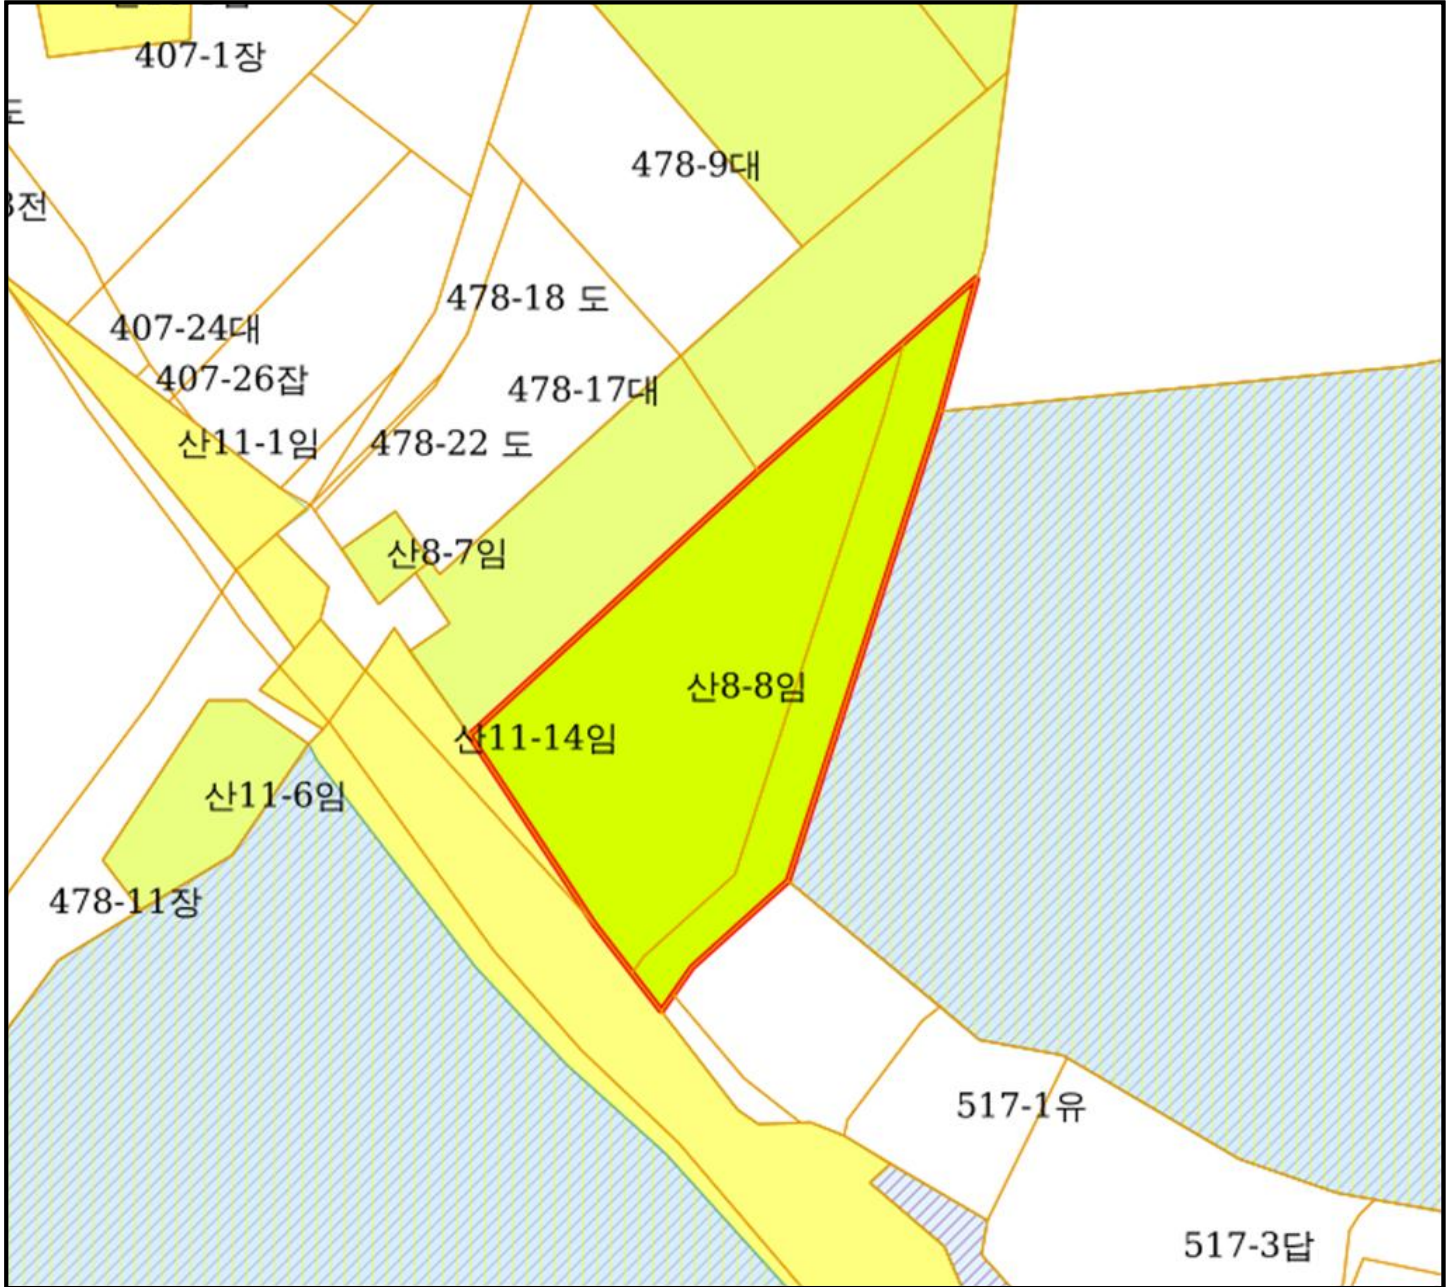 407-1장
도
478-9대
3전
478-18 도
407-24대
407-26잡
478-17대
산11-1임
478-22 도
산8-7임
산8-8임
산11-14임
산11-6임
478-11장
517-1유
517-3답